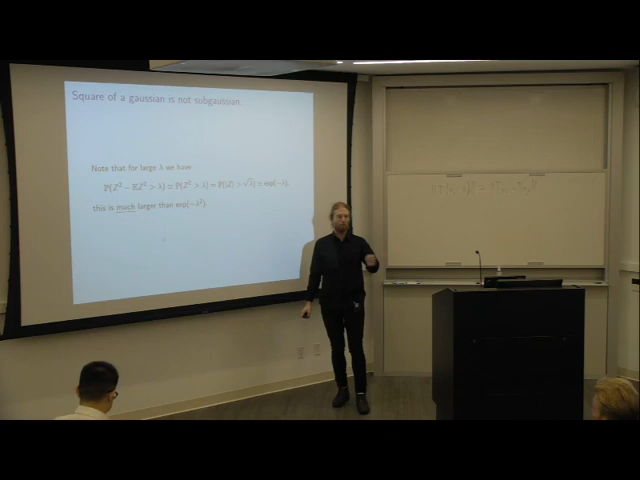 Square of a gaussian is not subgaussian.
Note that for large λ we have
P(Z² − EZ² > λ) ≈ P(Z² > λ) = P(|Z| > √λ) ≈ exp(−λ),
this is much larger than exp(−λ²)